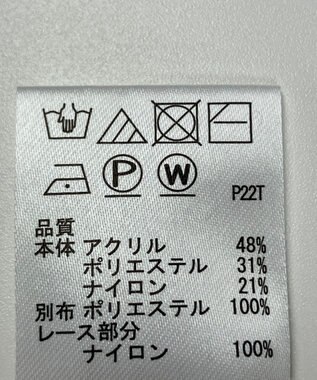 P W P22T
品質
本体 アクリル 48%
ポリエステル 31%
ナイロン 21%
別布 ポリエステル 100%
レース部分
ナイロン 100%